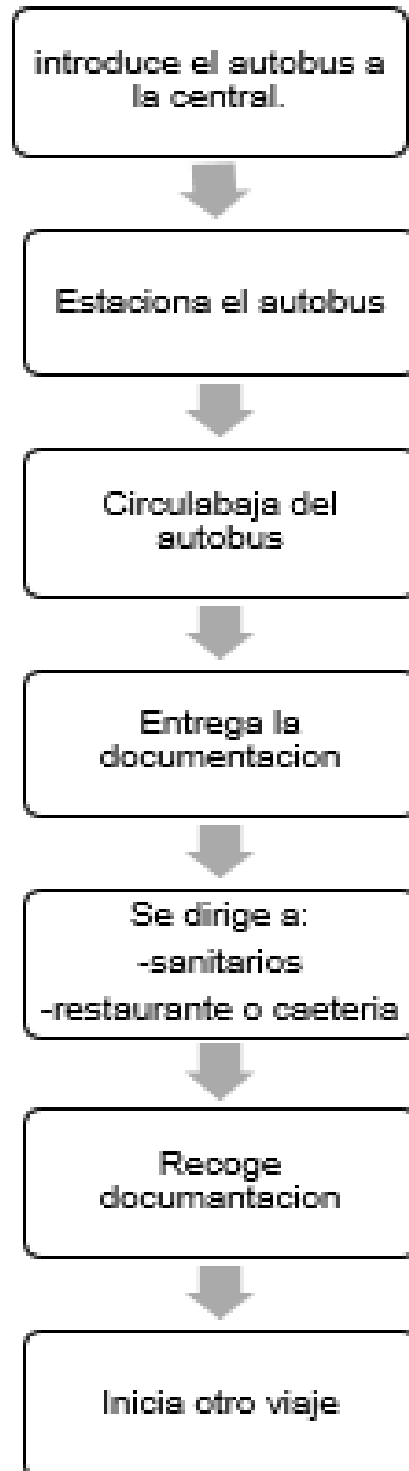 introduce el autobus a
la central.
Estaciona el autobus
Circulabaja del
autobus
Entrega la
documentacion
Se dirige a:
-sanitarios
-restaurante o caeteria
Recoge
documantacion
Inicia otro viaje